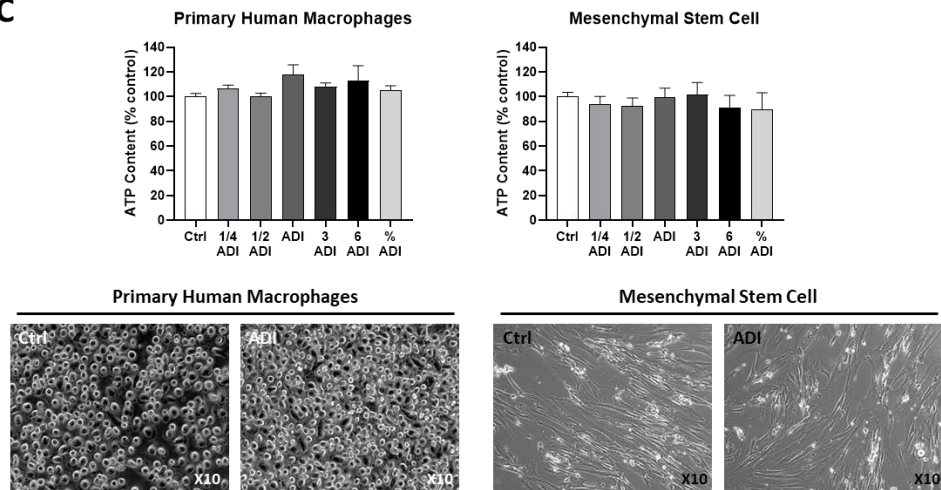 C
Primary Human Macrophages
Mesenchymal Stem Cell
ATP Content (% control)
140
120
100
80
60
40
20
0
Ctrl 1/4 ADI 1/2 ADI ADI 3 ADI 6 ADI % ADI
ATP Content (% control)
140
120
100
80
60
40
20
0
Ctrl 1/4 ADI 1/2 ADI ADI 3 ADI 6 ADI % ADI
Primary Human Macrophages
Mesenchymal Stem Cell
Ctrl
ADI
Ctrl
ADI
X10
X10
X10
X10